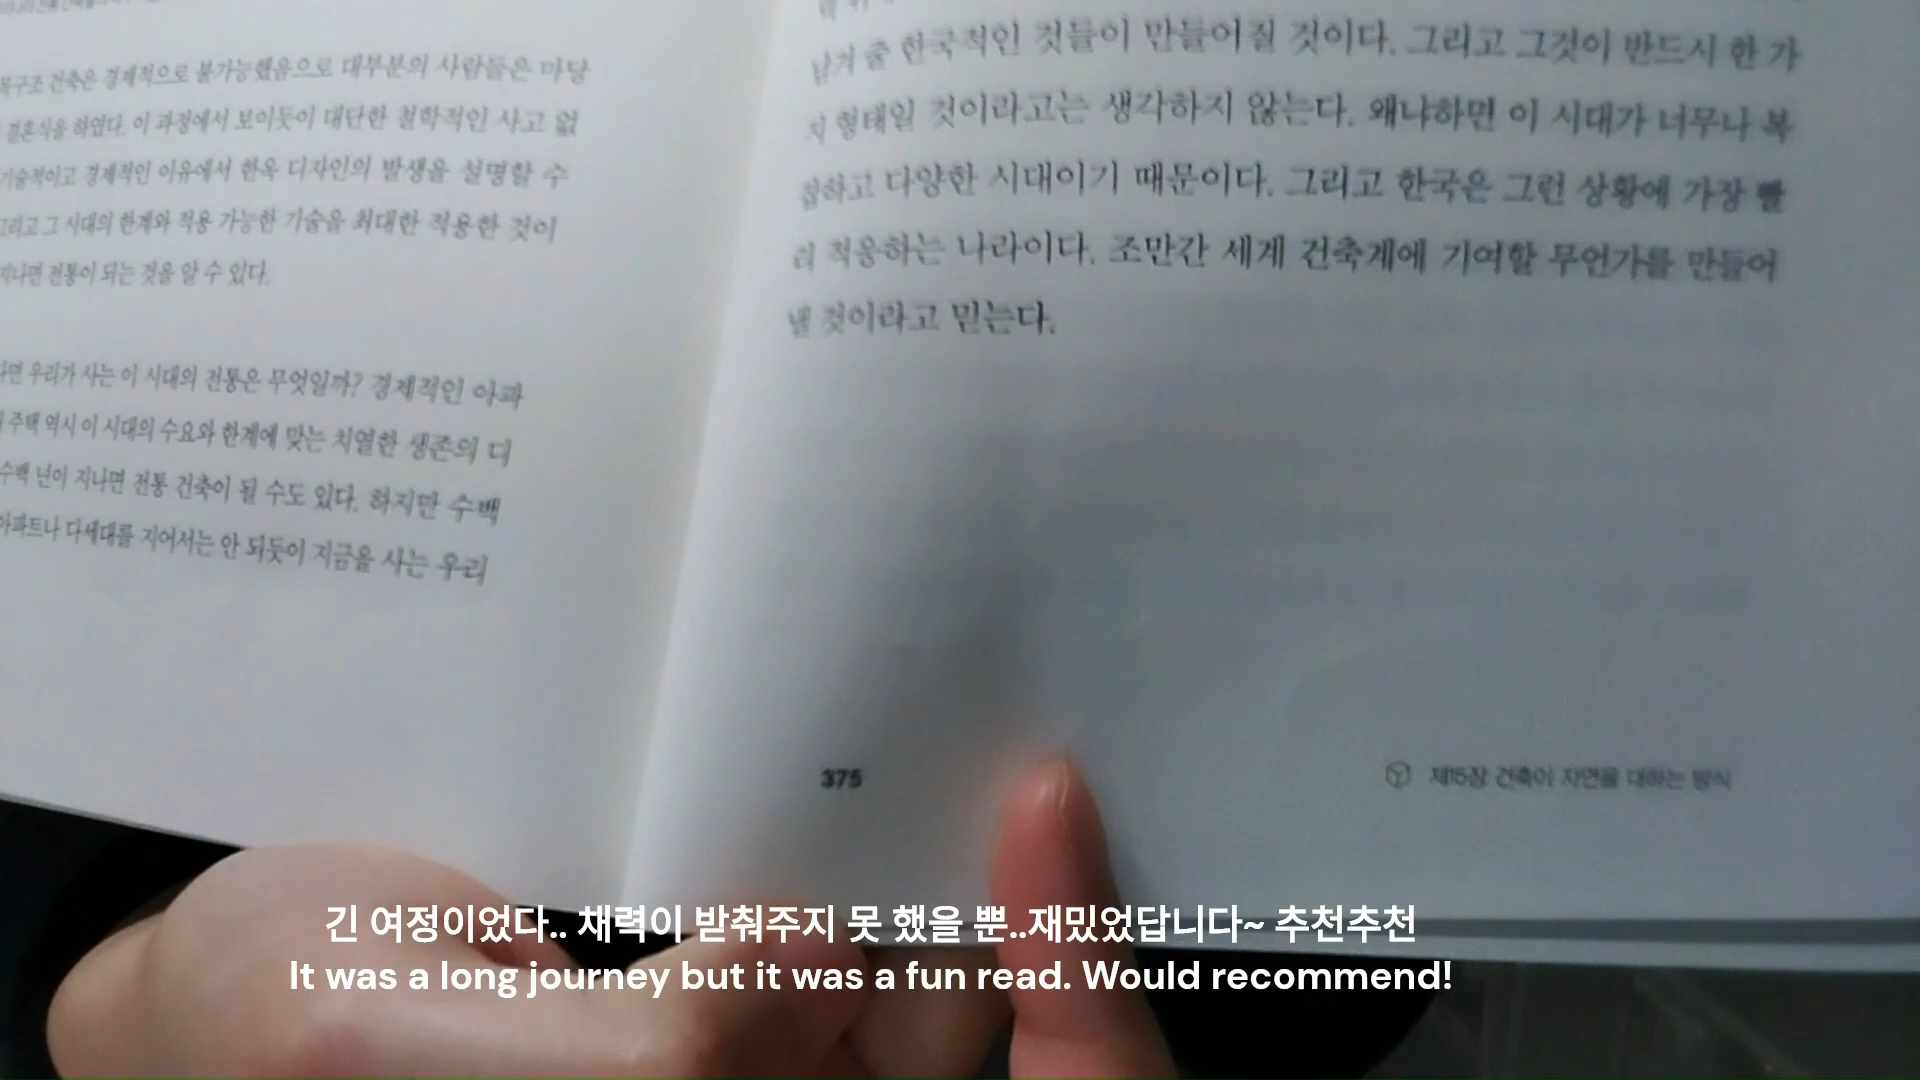 목구조 건축은 경제적으로 불가능했음으로 대부분의 사람들은 마당
결혼식을 하였다. 이 과정에서 보이듯이 대단한 철학적인 사고 없
기술적이고 경제적인 이유에서 한옥 디자인의 발생을 설명할 수
그리고 그 시대의 한계와 적용 가능한 기술을 최대한 적용한 것이
지나면 전통이 되는 것을 알 수 있다.
다면 우리가 사는 이 시대의 전통은 무엇일까? 경제적인 아파
주택 역시 이 시대의 수요와 한계에 맞는 치열한 생존의 디
수백 년이 지나면 전통 건축이 될 수도 있다. 하지만 수백
아파트나 다세대를 지어서는 안 되듯이 지금을 사는 우리
남겨 줄 한국적인 것들이 만들어질 것이다. 그리고 그것이 반드시 한 가
지 형태일 것이라고는 생각하지 않는다. 왜냐하면 이 시대가 너무나 복
잡하고 다양한 시대이기 때문이다. 그리고 한국은 그런 상황에 가장 빨
리 적응하는 나라이다. 조만간 세계 건축계에 기여할 무언가를 만들어
낼 것이라고 믿는다.
375
제15장 건축이 자연을 대하는 방식
긴 여정이었다.. 채력이 받춰주지 못 했을 뿐..재밌었답니다~ 추천추천
It was a long journey but it was a fun read. Would recommend!